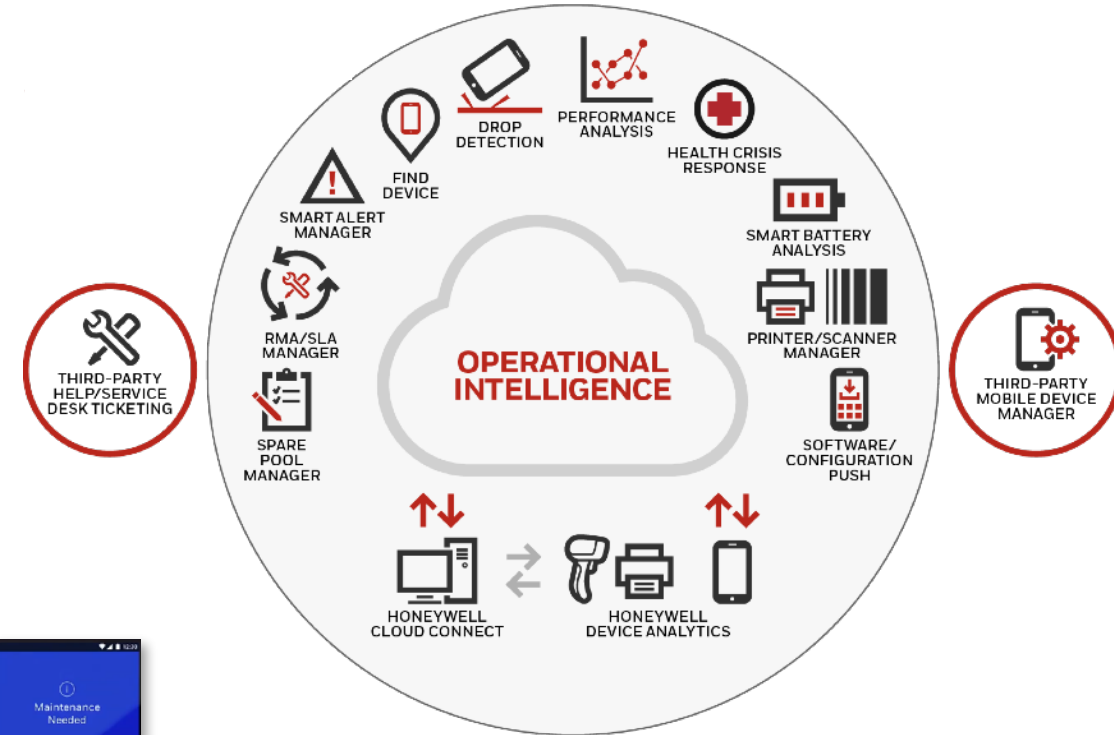 PERFORMANCE
ANALYSIS
DROP
DETECTION
HEALTH CRISIS
RESPONSE
FIND
DEVICE
SMART ALERT
MANAGER
SMART BATTERY
ANALYSIS
RMA/SLA
MANAGER
PRINTER/SCANNER
MANAGER
OPERATIONAL
INTELLIGENCE
THIRD-PARTY
HELP/SERVICE
DESK TICKETING
THIRD-PARTY
MOBILE DEVICE
MANAGER
SPARE
POOL
MANAGER
SOFTWARE/
CONFIGURATION
PUSH
HONEYWELL
CLOUD CONNECT
HONEYWELL
DEVICE ANALYTICS
12:30
Maintenance
Needed